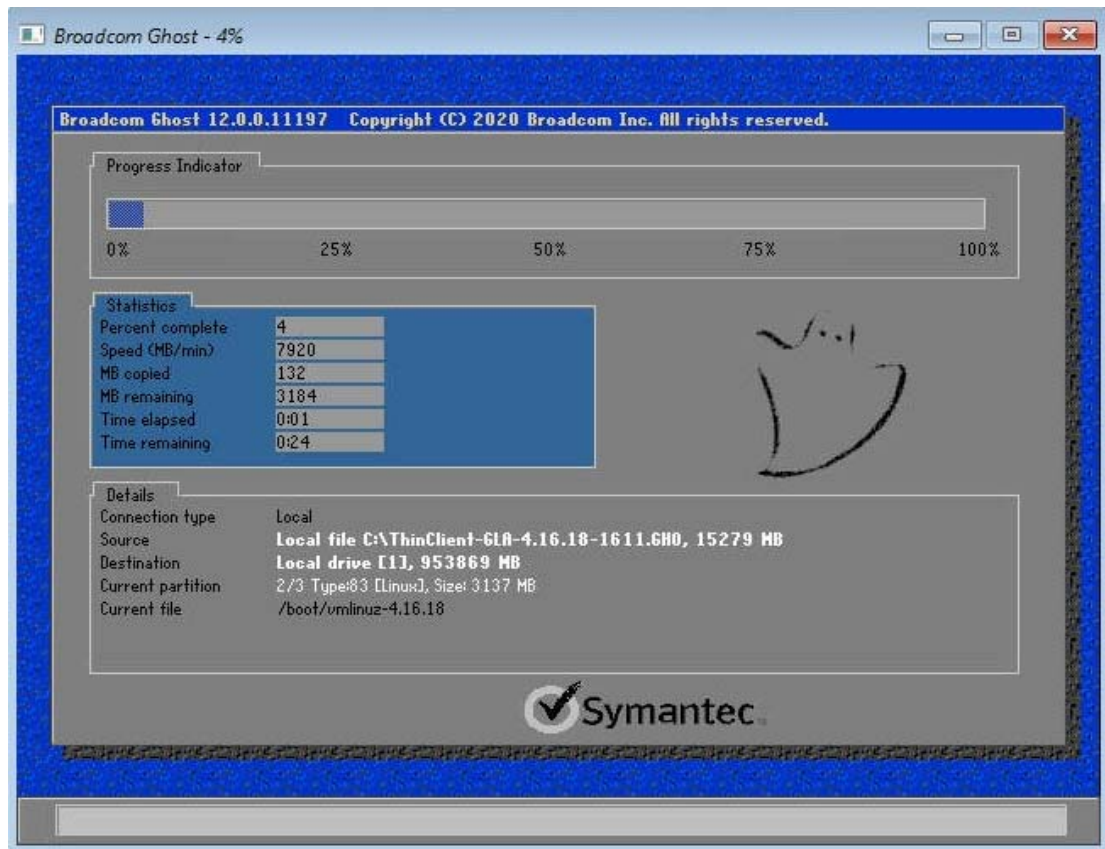 Broadcom Ghost - 4%
Broadcom Ghost 12.0.0.11197 Copyright (C) 2020 Broadcom Inc. All rights reserved.
Progress Indicator
0% 25% 50% 75% 100%
Statistics
Percent complete 4
Speed (MB/min) 7920
MB copied 132
MB remaining 3184
Time elapsed 0:01
Time remaining 0:24
Details
Connection type Local
Source Local file C:\ThinClient-GLA-4.16.18-1611.GHO, 15279 MB
Destination Local drive [1], 953869 MB
Current partition 2/3 Type:83 [Linux], Size: 3137 MB
Current file /boot/vmlinuz-4.16.18
Symantec